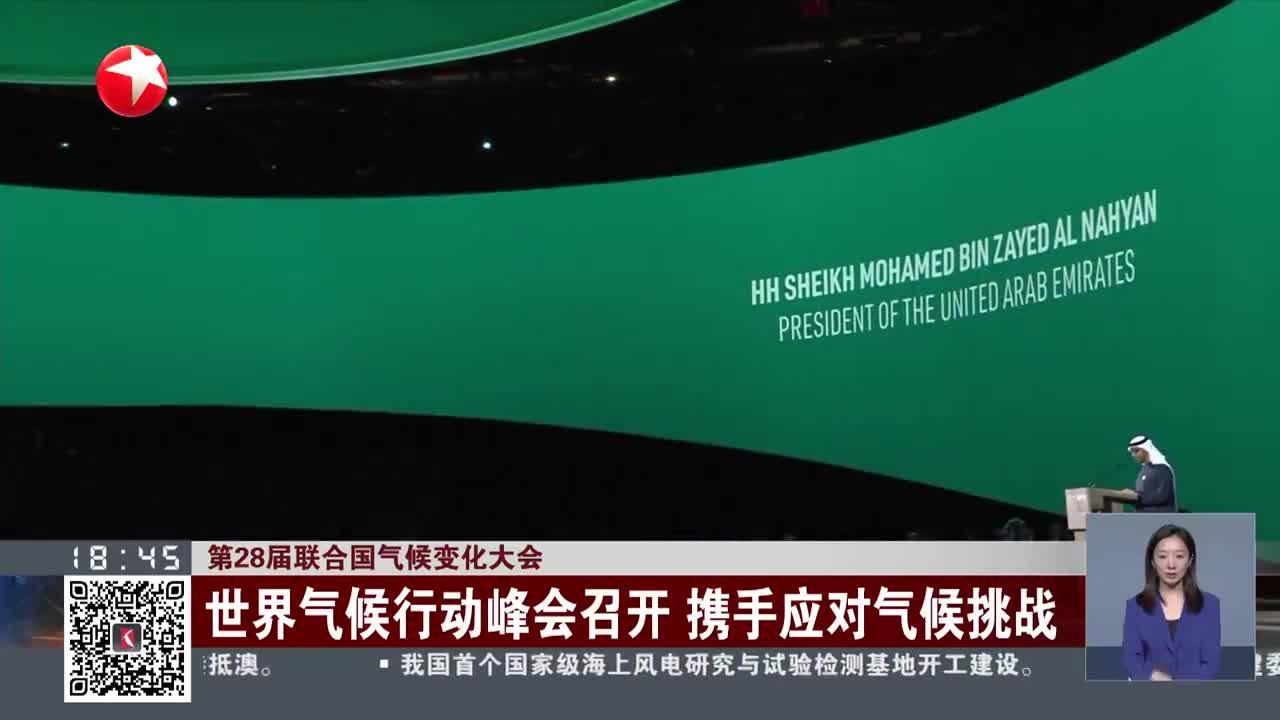 HH SHEIKH MOHAMED BIN ZAYED AL NAHYAN
PRESIDENT OF THE UNITED ARAB EMIRATES
18:45
第28届联合国气候变化大会
世界气候行动峰会召开 携手应对气候挑战
抵澳。 ▪ 我国首个国家级海上风电研究与试验检测基地开工建设。